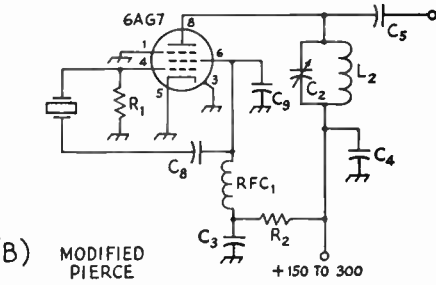 6AG7
8
C5
1
4
6
3
5
R1
C9
C2
L2
C8
C4
RFC1
C3
R2
B)
MODIFIED
PIERCE
+150 TO 300